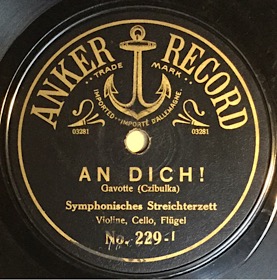 ANKER RECORD
TRADE MARK
IMPORTED IMPORTÉ D'ALLEMAGNE
03281 03281
AN DICH!
Gavotte (Czibulka)
Symphonisches Streichterzett
Violine, Cello, Flügel
No. 229-I